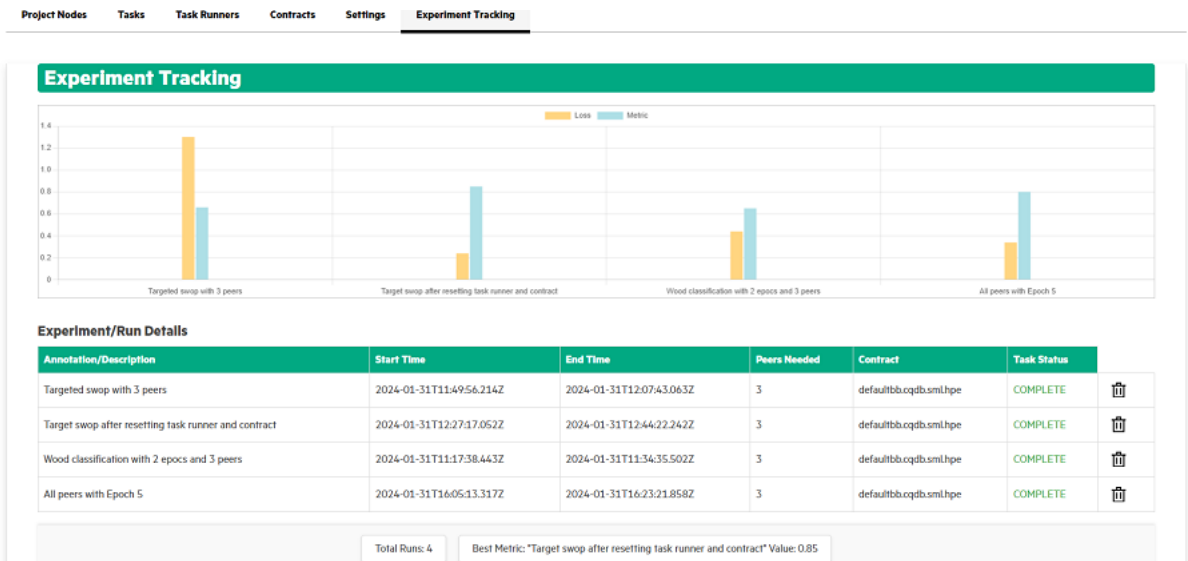 Project Nodes Tasks Task Runners Contracts Settings Experiment Tracking
Experiment Tracking
Loss Metric
1.4
1.2
1.0
0.8
0.6
0.4
0.2
0
Targeted swop with 3 peers Target swop after resetting task runner and contract Wood classification with 2 epocs and 3 peers All peers with Epoch 5
Experiment/Run Details
Annotation/Description Start Time End Time Peers Needed Contract Task Status
Targeted swop with 3 peers 2024-01-31T11:49:56.214Z 2024-01-31T12:07:43.063Z 3 defaultbb.cqdb.sml.hpe COMPLETE
Target swop after resetting task runner and contract 2024-01-31T12:27:17.052Z 2024-01-31T12:44:22.242Z 3 defaultbb.cqdb.sml.hpe COMPLETE
Wood classification with 2 epocs and 3 peers 2024-01-31T11:17:38.443Z 2024-01-31T11:34:35.502Z 3 defaultbb.cqdb.sml.hpe COMPLETE
All peers with Epoch 5 2024-01-31T16:05:13.317Z 2024-01-31T16:23:21.858Z 3 defaultbb.cqdb.sml.hpe COMPLETE
Total Runs: 4 Best Metric: "Target swop after resetting task runner and contract" Value: 0.85